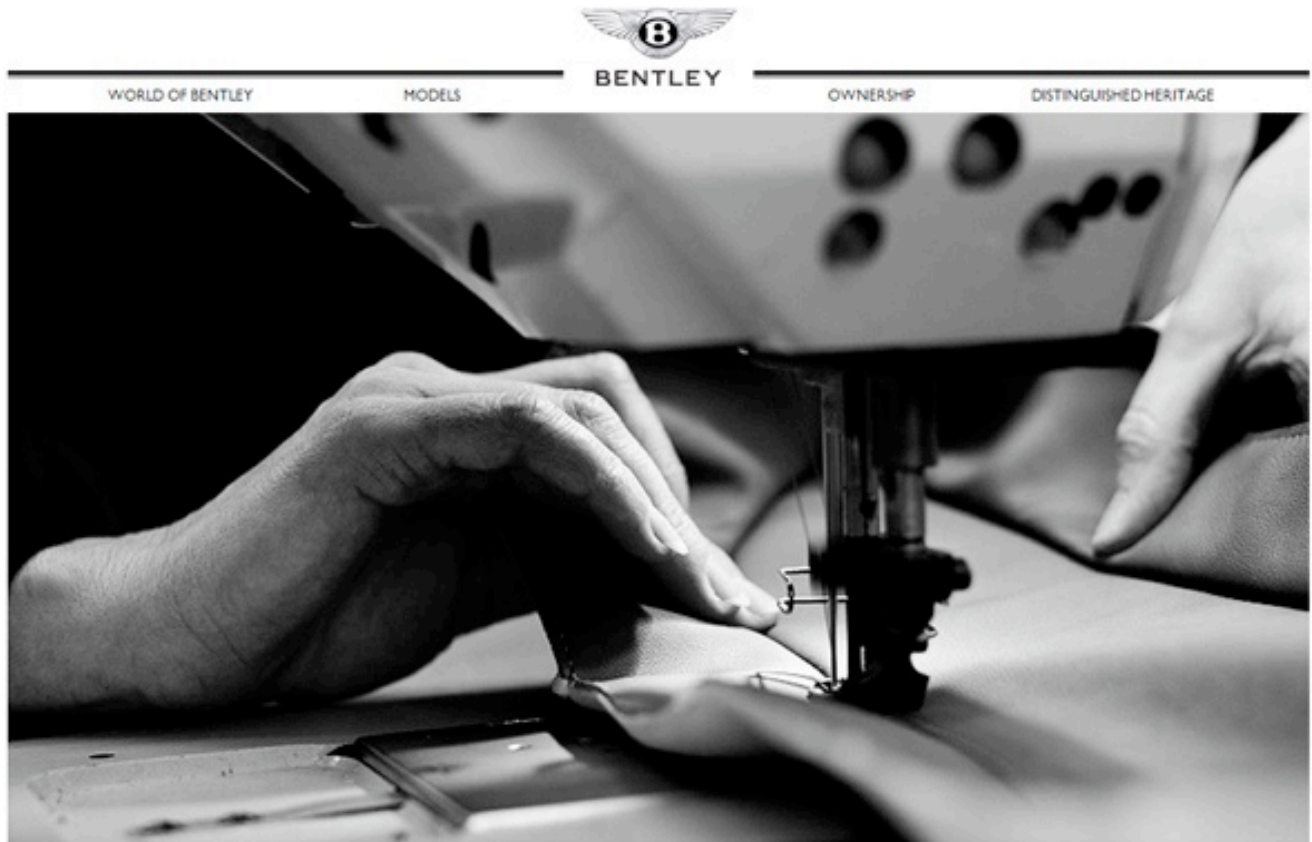 B
BENTLEY
WORLD OF BENTLEY
MODELS
OWNERSHIP
DISTINGUISHED HERITAGE